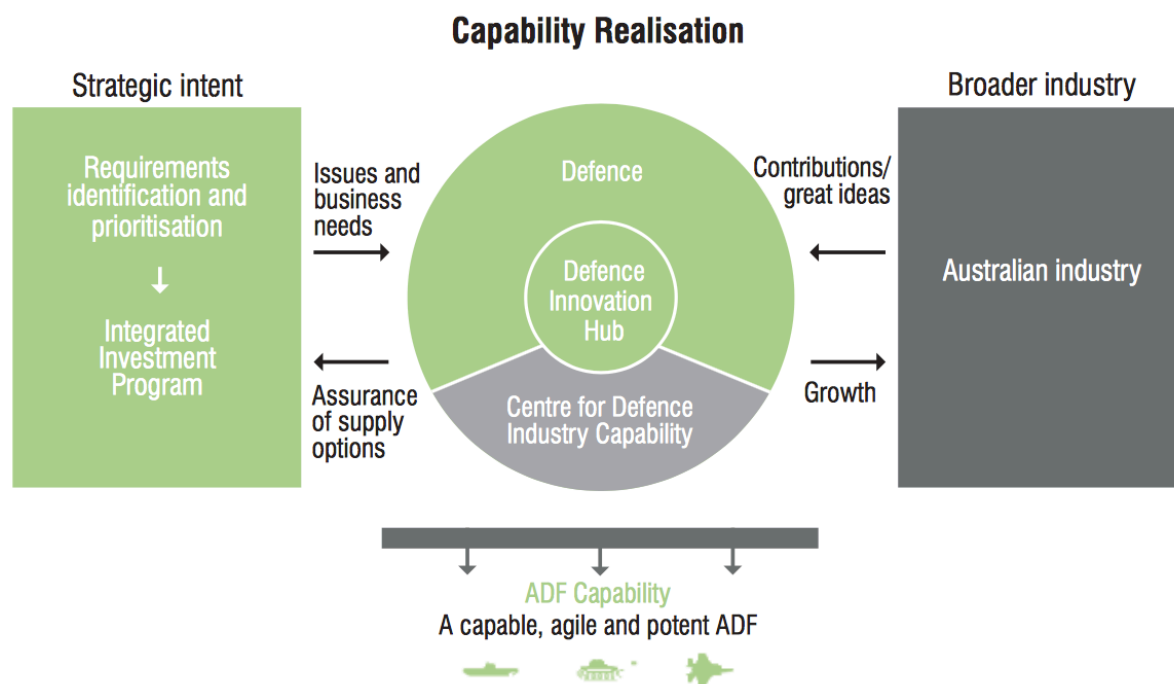 Capability Realisation
Strategic intent
Requirements
identification and
prioritisation
Integrated
Investment
Program
Issues and
business
needs
Assurance
of supply
options
Defence
Defence
Innovation
Hub
Centre for Defence
Industry Capability
Contributions/
great ideas
Growth
Broader industry
Australian industry
ADF Capability
A capable, agile and potent ADF